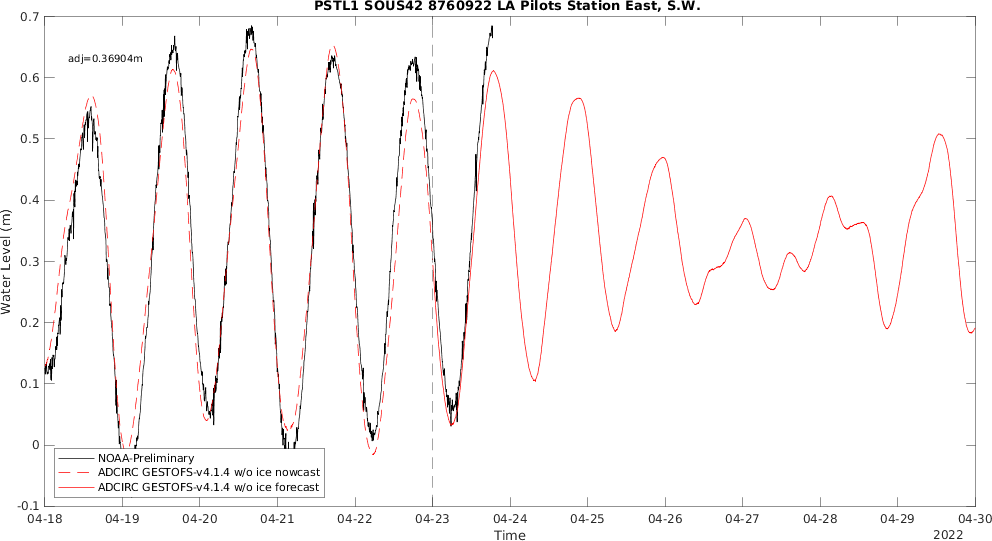 PSTL1 SOUS42 8760922 LA Pilots Station East, S.W.
adj=0.36904m
Water Level (m)
0.7
0.6
0.5
0.4
0.3
0.2
0.1
0
-0.1
NOAA-Preliminary
ADCIRC GESTOFS-v4.1.4 w/o ice nowcast
ADCIRC GESTOFS-v4.1.4 w/o ice forecast
04-18 04-19 04-20 04-21 04-22 04-23 04-24 04-25 04-26 04-27 04-28 04-29 04-30
Time
2022